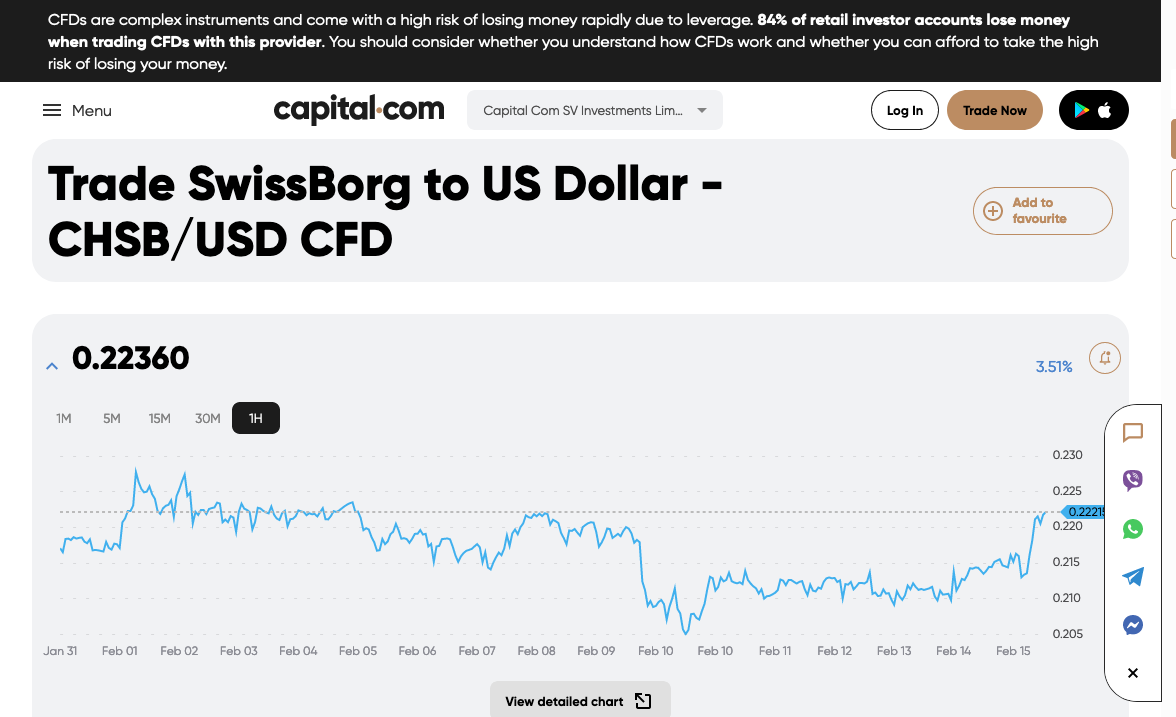 CFDs are complex instruments and come with a high risk of losing money rapidly due to leverage. 84% of retail investor accounts lose money
when trading CFDs with this provider. You should consider whether you understand how CFDs work and whether you can afford to take the high
risk of losing your money.
Menu
capital.com
Capital Com SV Investments Lim...
Log In
Trade Now
Trade SwissBorg to US Dollar -
CHSB/USD CFD
Add to
favourite
0.22360
3.51%
1M 5M 15M 30M 1H
0.230
0.225
0.22215
0.220
0.215
0.210
0.205
Jan 31 Feb 01 Feb 02 Feb 03 Feb 04 Feb 05 Feb 06 Feb 07 Feb 08 Feb 09 Feb 10 Feb 10 Feb 11 Feb 12 Feb 13 Feb 14 Feb 15
View detailed chart